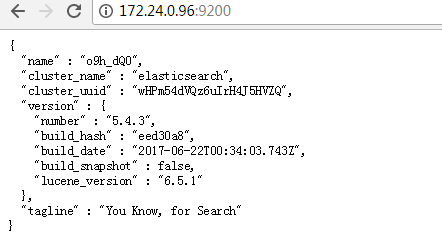 172.24.0.96:9200
{
"name" : "o9h_dQ0",
"cluster_name" : "elasticsearch",
"cluster_uuid" : "wHPm54dVQz6uIrH4J5HVZQ",
"version" : {
"number" : "5.4.3",
"build_hash" : "eed30a8",
"build_date" : "2017-06-22T00:34:03.743Z",
"build_snapshot" : false,
"lucene_version" : "6.5.1"
},
"tagline" : "You Know, for Search"
}